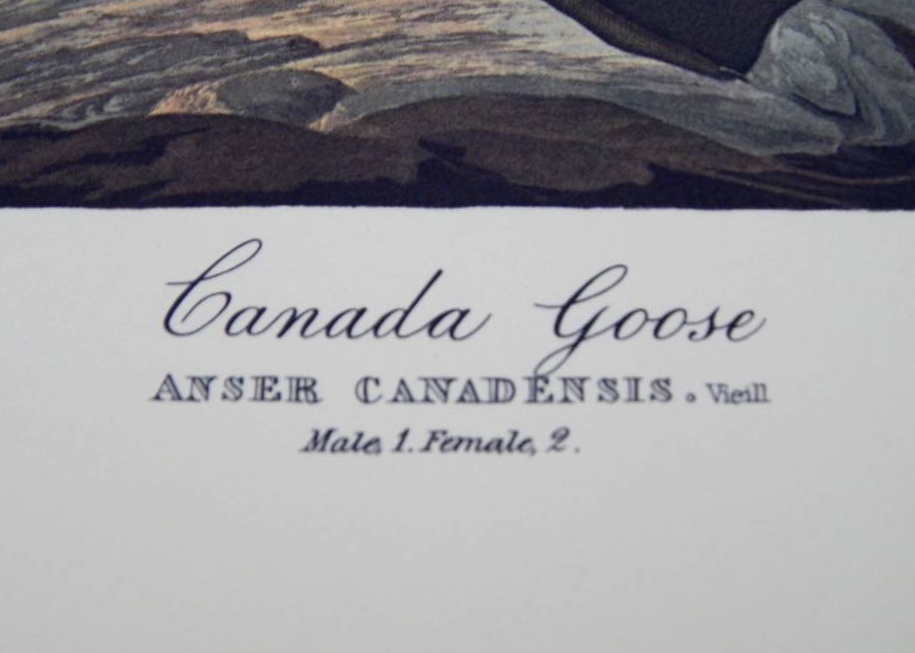 Canada Goose
ANSER CANADENSIS. Vieill
Male, 1. Female, 2.